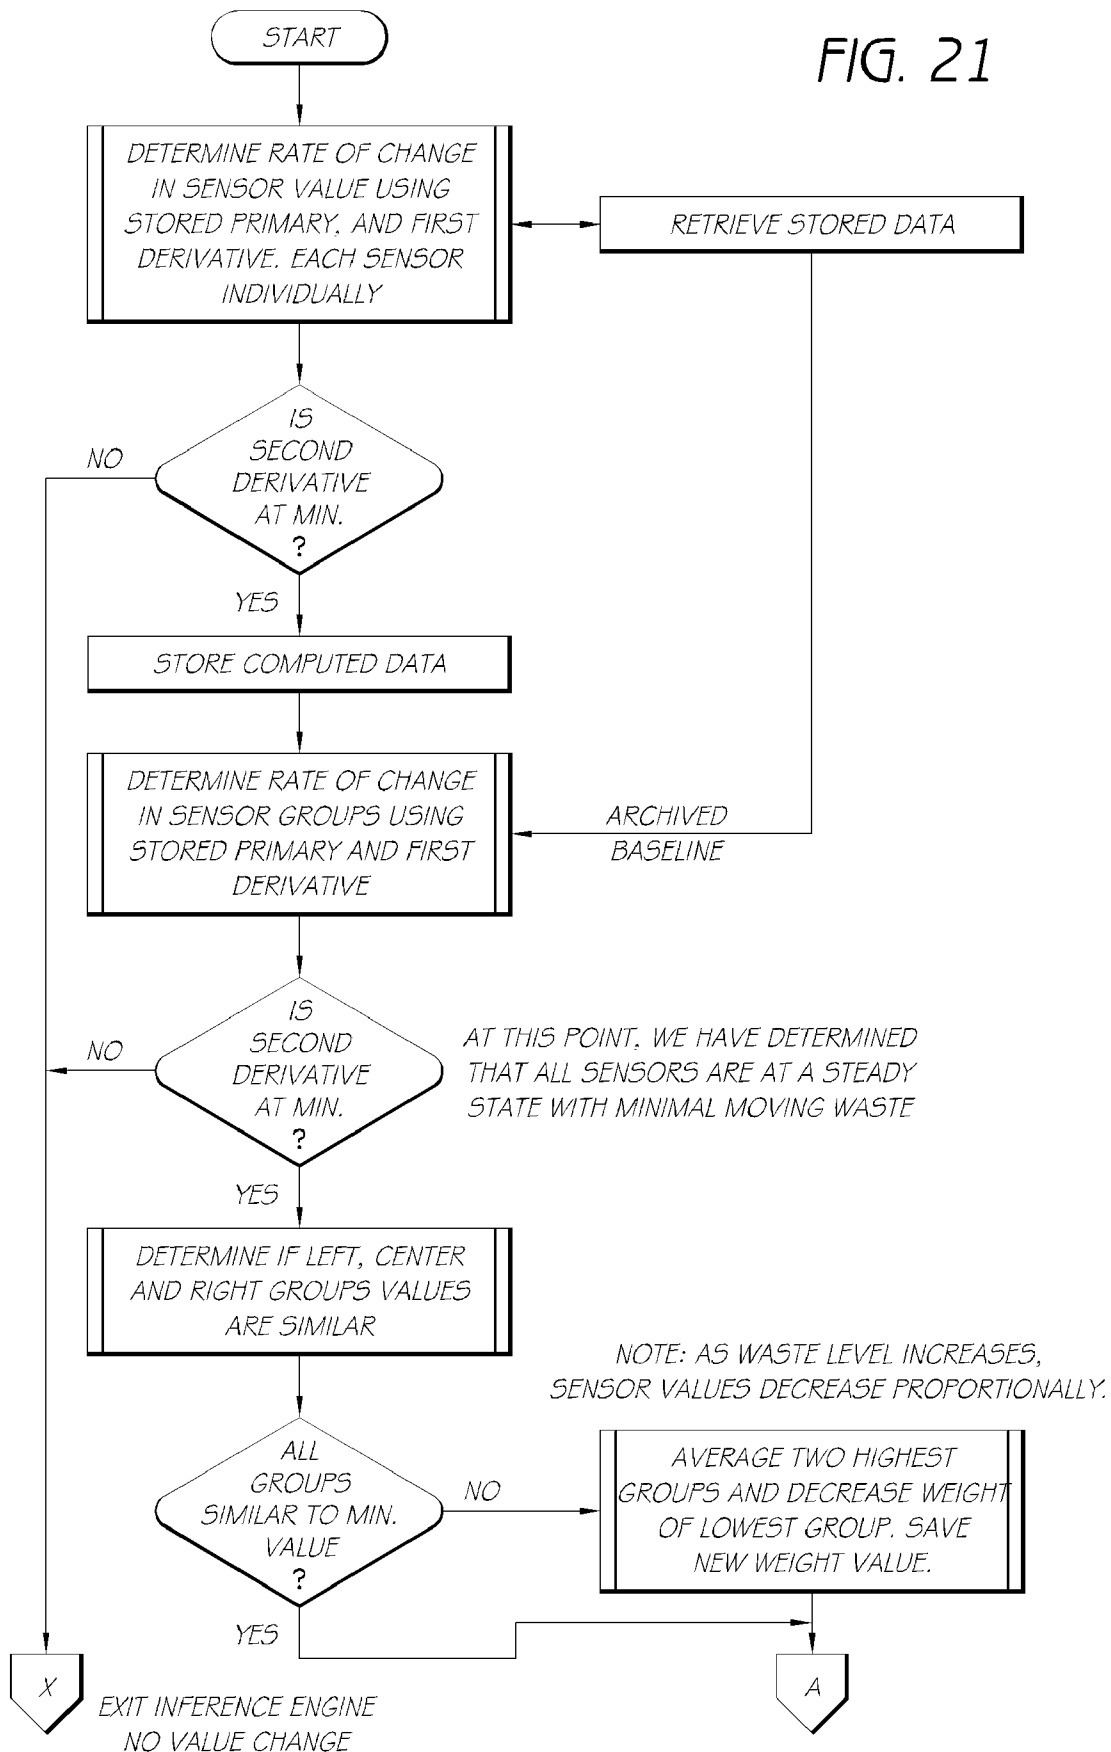 START
FIG. 21
DETERMINE RATE OF CHANGE
IN SENSOR VALUE USING
STORED PRIMARY, AND FIRST
DERIVATIVE. EACH SENSOR
INDIVIDUALLY
RETRIEVE STORED DATA
IS
SECOND
DERIVATIVE
AT MIN.
?
NO
YES
STORE COMPUTED DATA
DETERMINE RATE OF CHANGE
IN SENSOR GROUPS USING
STORED PRIMARY AND FIRST
DERIVATIVE
ARCHIVED
BASELINE
IS
SECOND
DERIVATIVE
AT MIN.
?
NO
AT THIS POINT, WE HAVE DETERMINED
THAT ALL SENSORS ARE AT A STEADY
STATE WITH MINIMAL MOVING WASTE
YES
DETERMINE IF LEFT, CENTER
AND RIGHT GROUPS VALUES
ARE SIMILAR
NOTE: AS WASTE LEVEL INCREASES,
SENSOR VALUES DECREASE PROPORTIONALLY.
ALL
GROUPS
SIMILAR TO MIN.
VALUE
?
NO
AVERAGE TWO HIGHEST
GROUPS AND DECREASE WEIGHT
OF LOWEST GROUP. SAVE
NEW WEIGHT VALUE.
YES
X
EXIT INFERENCE ENGINE
NO VALUE CHANGE
A